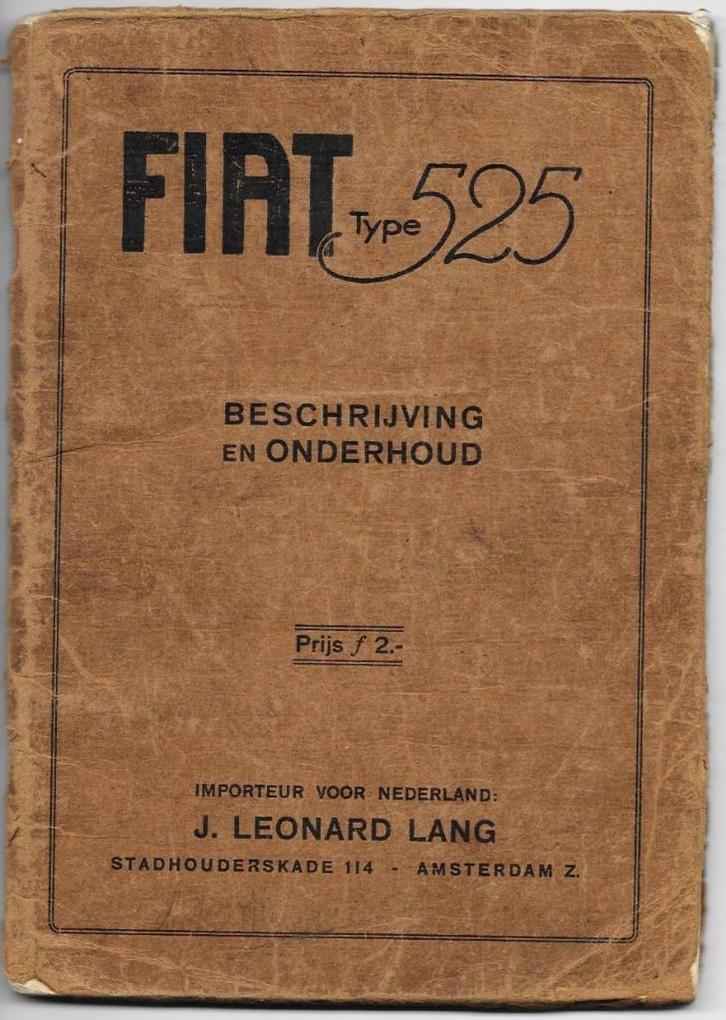 FIAT Type 525
BESCHRIJVING
EN ONDERHOUD
Prijs f 2.-
IMPORTEUR VOOR NEDERLAND:
J. LEONARD LANG
STADHOUDERSKADE 114 - AMSTERDAM Z.